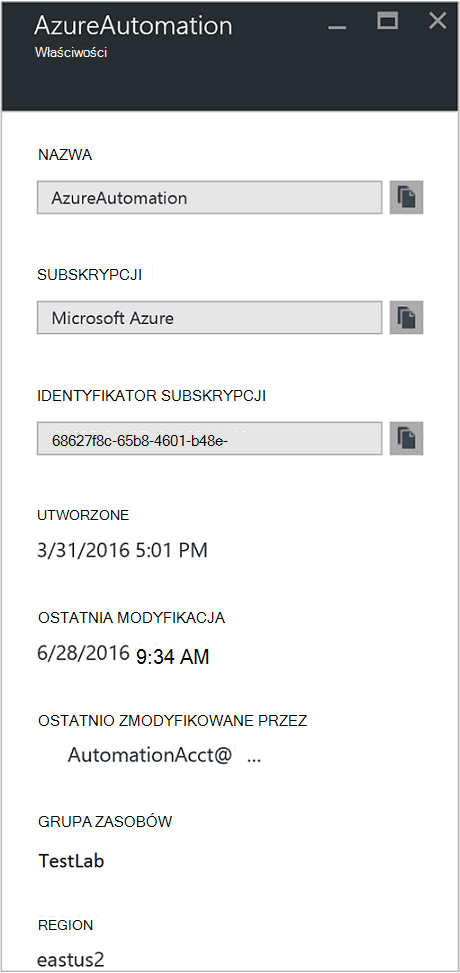 AzureAutomation
Właściwości
NAZWA
AzureAutomation
SUBSKRYPCJI
Microsoft Azure
IDENTYFIKATOR SUBSKRYPCJI
68627f8c-65b8-4601-b48e-
UTWORZONE
3/31/2016 5:01 PM
OSTATNIA MODYFIKACJA
6/28/2016 9:34 AM
OSTATNIO ZMODYFIKOWANE PRZEZ
AutomationAcct@ ...
GRUPA ZASOBÓW
TestLab
REGION
eastus2